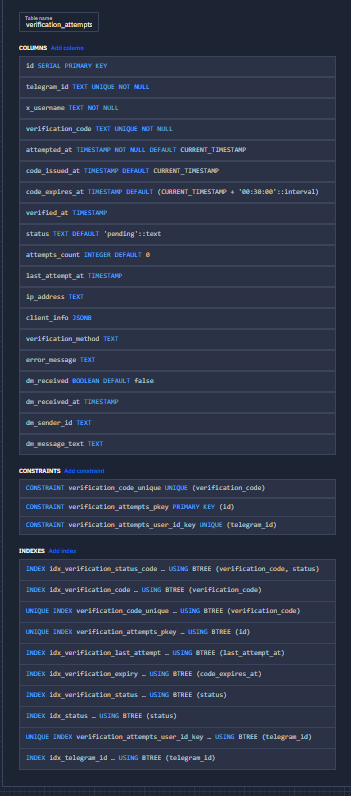 Table name
verification_attempts
COLUMNS Add column
id SERIAL PRIMARY KEY
telegram_id TEXT UNIQUE NOT NULL
x_username TEXT NOT NULL
verification_code TEXT UNIQUE NOT NULL
attempted_at TIMESTAMP NOT NULL DEFAULT CURRENT_TIMESTAMP
code_issued_at TIMESTAMP DEFAULT CURRENT_TIMESTAMP
code_expires_at TIMESTAMP DEFAULT (CURRENT_TIMESTAMP + '00:30:00'::interval)
verified_at TIMESTAMP
status TEXT DEFAULT 'pending'::text
attempts_count INTEGER DEFAULT 0
last_attempt_at TIMESTAMP
ip_address TEXT
client_info JSONB
verification_method TEXT
error_message TEXT
dm_received BOOLEAN DEFAULT false
dm_received_at TIMESTAMP
dm_sender_id TEXT
dm_message_text TEXT
CONSTRAINTS Add constraint
CONSTRAINT verification_code_unique UNIQUE (verification_code)
CONSTRAINT verification_attempts_pkey PRIMARY KEY (id)
CONSTRAINT verification_attempts_user_id_key UNIQUE (telegram_id)
INDEXES Add index
INDEX idx_verification_status_code … USING BTREE (verification_code, status)
INDEX idx_verification_code … USING BTREE (verification_code)
UNIQUE INDEX verification_code_unique … USING BTREE (verification_code)
UNIQUE INDEX verification_attempts_pkey … USING BTREE (id)
INDEX idx_verification_last_attempt … USING BTREE (last_attempt_at)
INDEX idx_verification_expiry … USING BTREE (code_expires_at)
INDEX idx_verification_status … USING BTREE (status)
INDEX idx_status … USING BTREE (status)
UNIQUE INDEX verification_attempts_user_id_key … USING BTREE (telegram_id)
INDEX idx_telegram_id … USING BTREE (telegram_id)